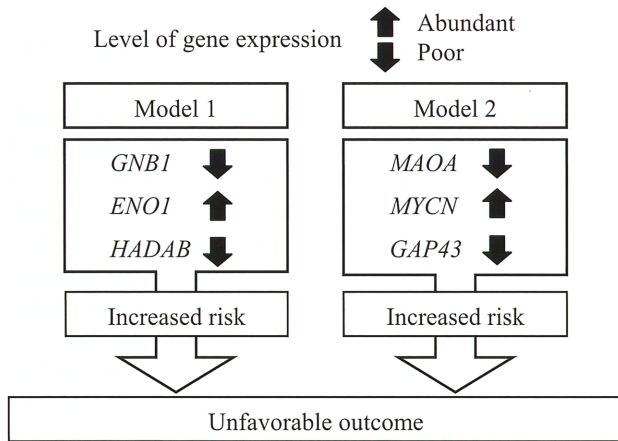 Level of gene expression
Abundant
Poor
Model 1
Model 2
GNB1
ENO1
HADAB
MAOA
MYCN
GAP43
Increased risk
Increased risk
Unfavorable outcome